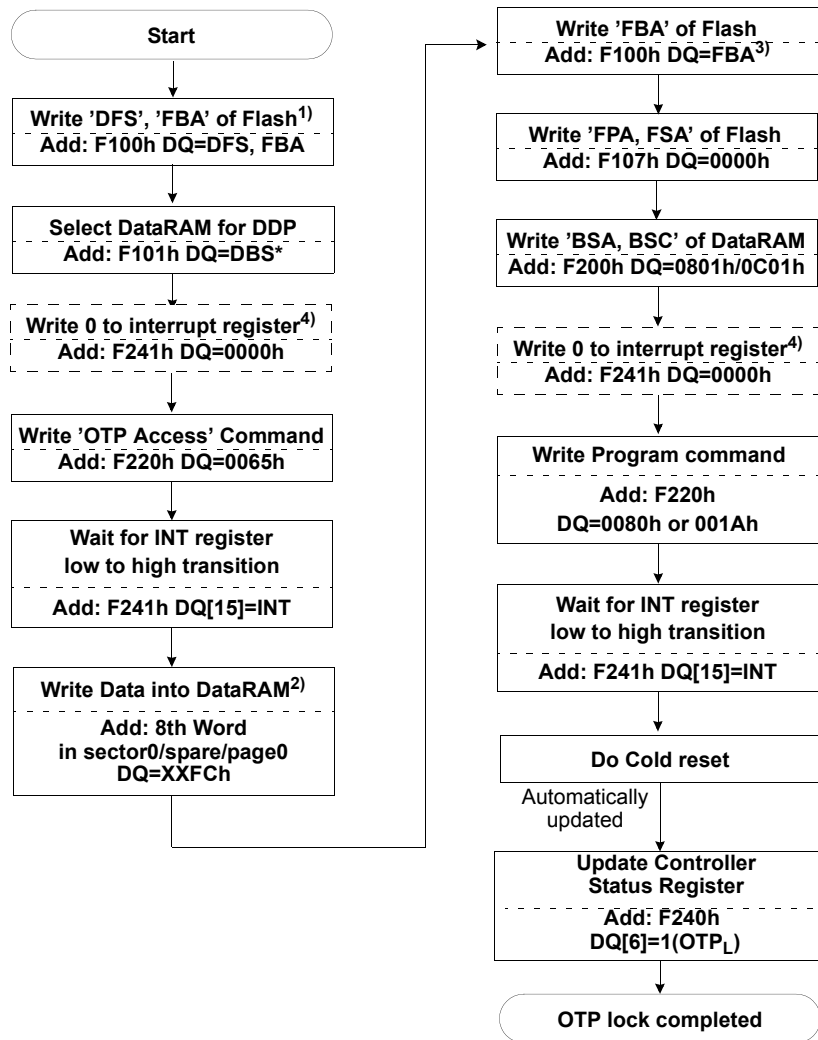 Start
Write 'DFS', 'FBA' of Flash1)
Add: F100h DQ=DFS, FBA
Select DataRAM for DDP
Add: F101h DQ=DBS*
Write 0 to interrupt register4)
Add: F241h DQ=0000h
Write 'OTP Access' Command
Add: F220h DQ=0065h
Wait for INT register
low to high transition
Add: F241h DQ[15]=INT
Write Data into DataRAM2)
Add: 8th Word
in sector0/spare/page0
DQ=XXFCh
Write 'FBA' of Flash
Add: F100h DQ=FBA3)
Write 'FPA, FSA' of Flash
Add: F107h DQ=0000h
Write 'BSA, BSC' of DataRAM
Add: F200h DQ=0801h/0C01h
Write 0 to interrupt register4)
Add: F241h DQ=0000h
Write Program command
Add: F220h
DQ=0080h or 001Ah
Wait for INT register
low to high transition
Add: F241h DQ[15]=INT
Do Cold reset
Automatically
updated
Update Controller
Status Register
Add: F240h
DQ[6]=1(OTPL)
OTP lock completed